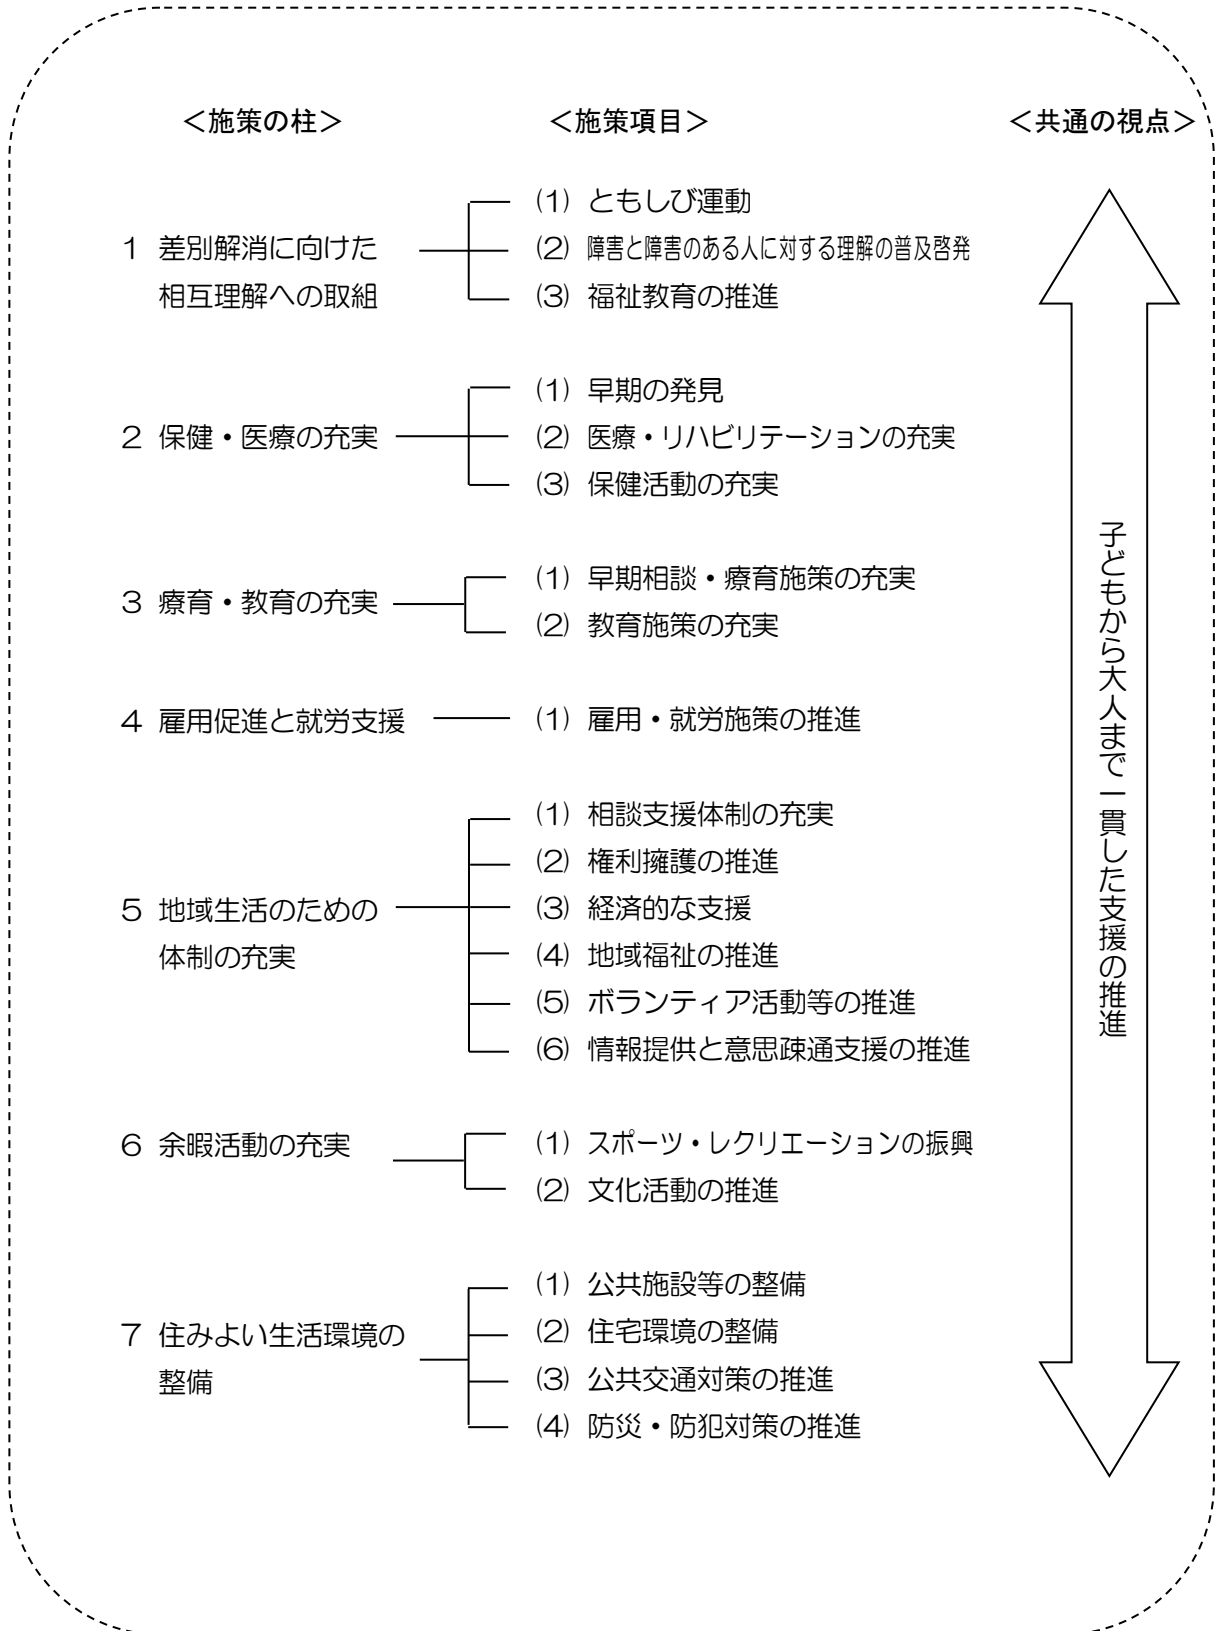 ＜施策の柱＞ ＜施策項目＞ ＜共通の視点＞
1 差別解消に向けた
相互理解への取組
(1) ともしび運動
(2) 障害と障害のある人に対する理解の普及啓発
(3) 福祉教育の推進
2 保健・医療の充実
(1) 早期の発見
(2) 医療・リハビリテーションの充実
(3) 保健活動の充実
3 療育・教育の充実
(1) 早期相談・療育施策の充実
(2) 教育施策の充実
4 雇用促進と就労支援
(1) 雇用・就労施策の推進
5 地域生活のための
体制の充実
(1) 相談支援体制の充実
(2) 権利擁護の推進
(3) 経済的な支援
(4) 地域福祉の推進
(5) ボランティア活動等の推進
(6) 情報提供と意思疎通支援の推進
6 余暇活動の充実
(1) スポーツ・レクリエーションの振興
(2) 文化活動の推進
7 住みよい生活環境の
整備
(1) 公共施設等の整備
(2) 住宅環境の整備
(3) 公共交通対策の推進
(4) 防災・防犯対策の推進
子どもから大人まで一貫した支援の推進